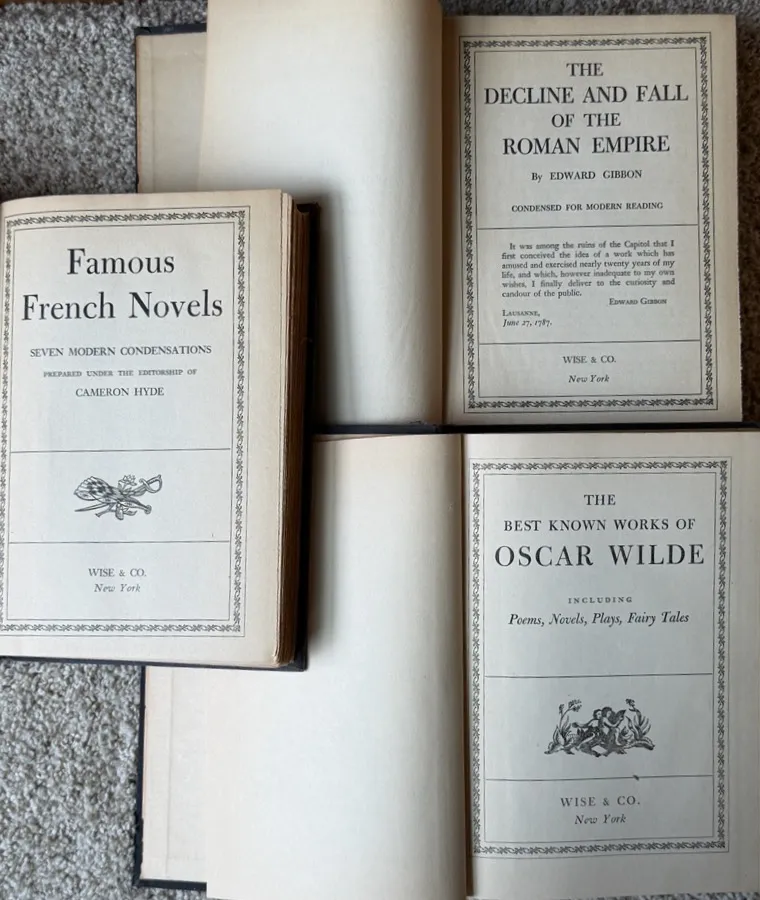 THE
DECLINE AND FALL
OF THE
ROMAN EMPIRE
By EDWARD GIBBON
CONDENSED FOR MODERN READING
It was among the ruins of the Capitol that I
first conceived the idea of a work which has
amused and exercised nearly twenty years of my
life, and which, however inadequate to my own
wishes, I finally deliver to the curiosity and
candour of the public.
EDWARD GIBBON
LAUSANNE,
June 27, 1787.
WISE & CO.
New York
Famous
French Novels
SEVEN MODERN CONDENSATIONS
PREPARED UNDER THE EDITORSHIP OF
CAMERON HYDE
WISE & CO.
New York
THE
BEST KNOWN WORKS OF
OSCAR WILDE
INCLUDING
Poems, Novels, Plays, Fairy Tales
WISE & CO.
New York